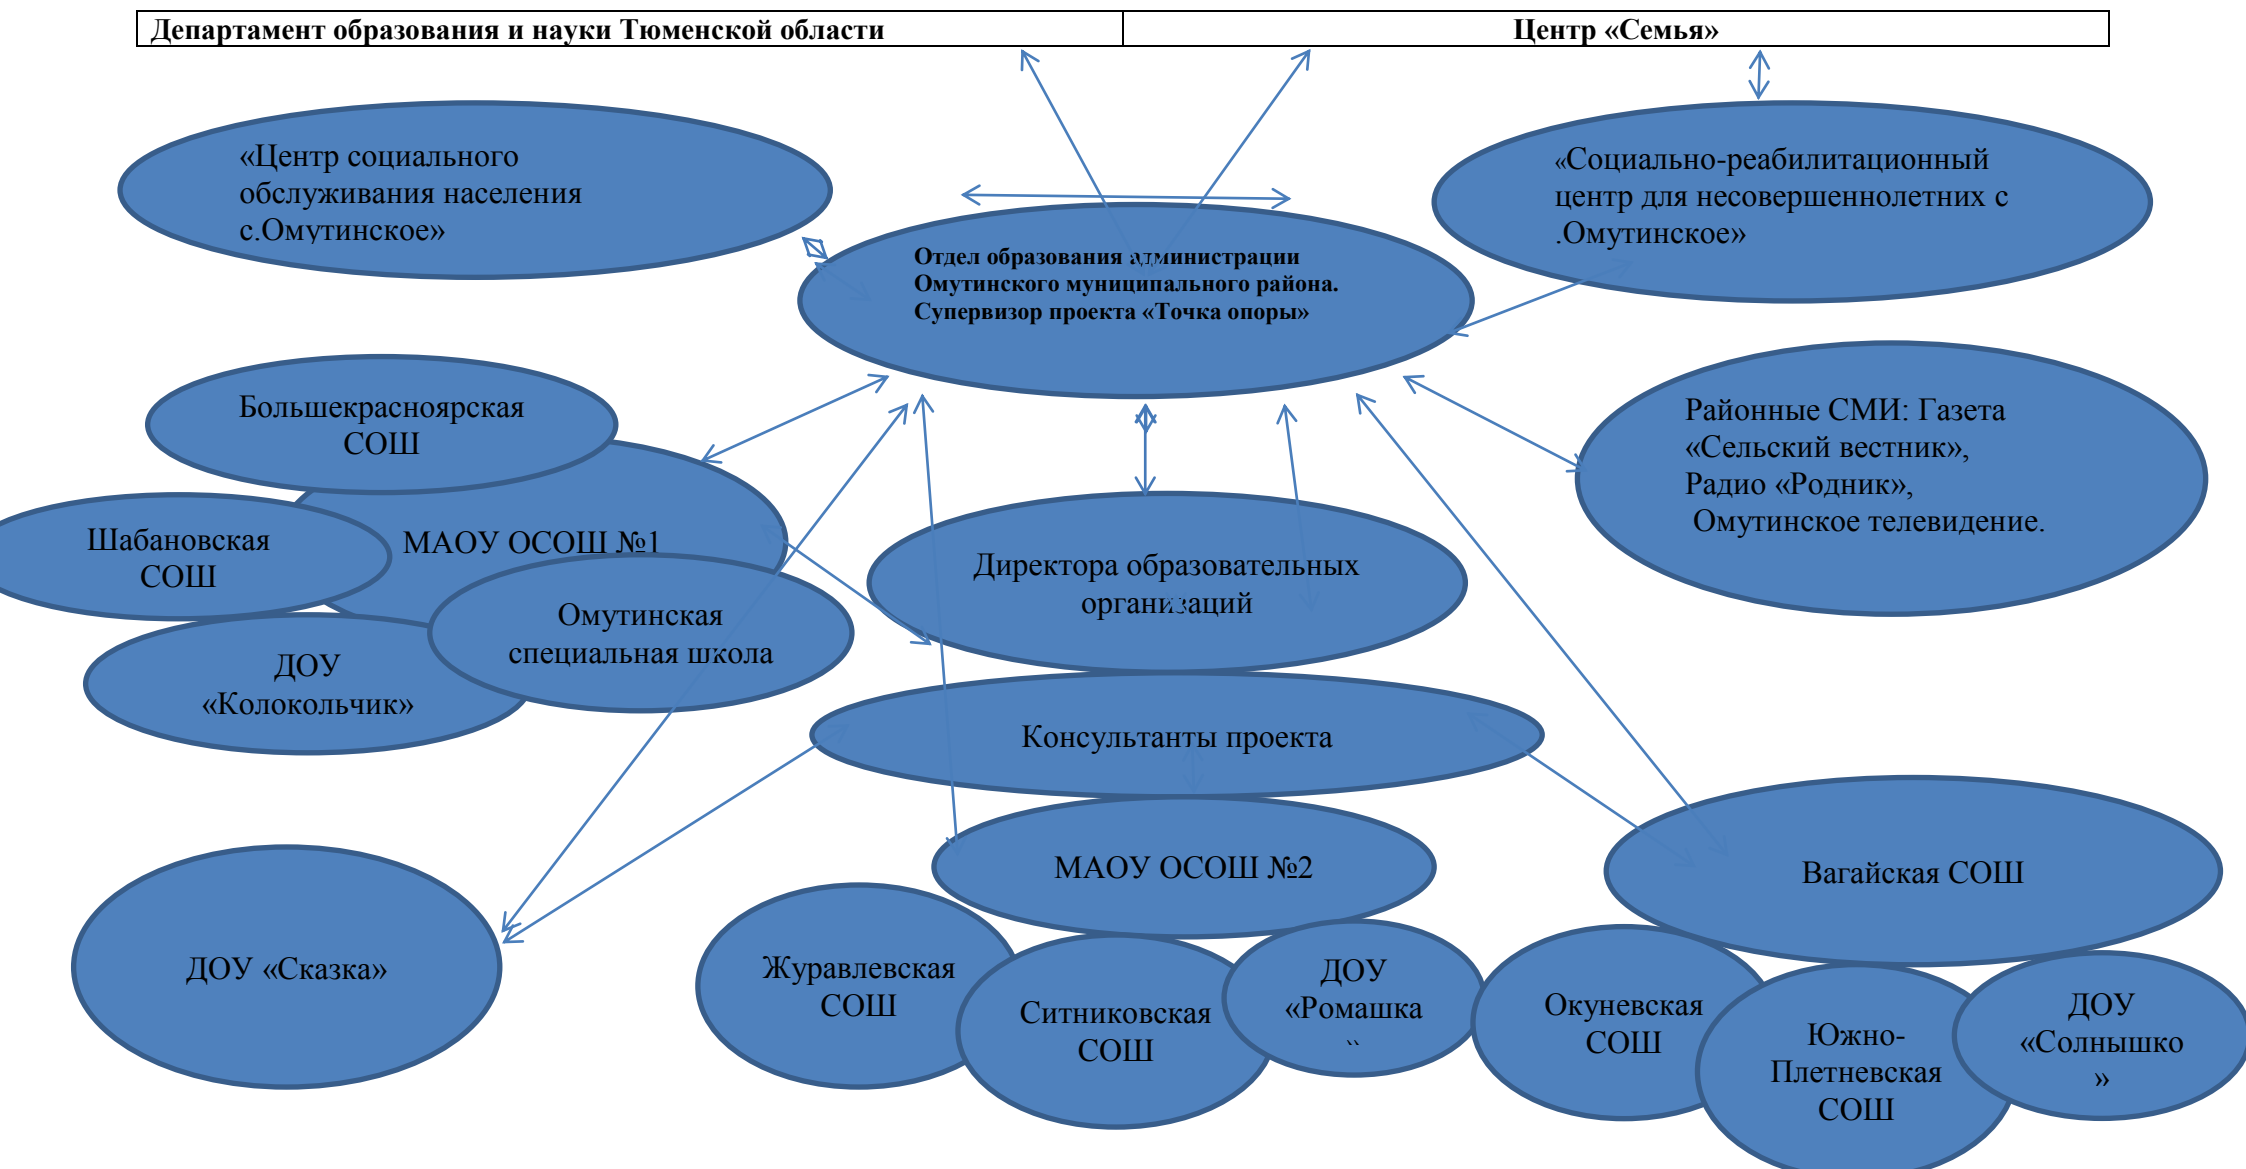 Департамент образования и науки Тюменской области
Центр «Семья»
«Центр социального
обслуживания населения
с.Омутинское»
«Социально-реабилитационный
центр для несовершеннолетних с
.Омутинское»
Отдел образования администрации
Омутинского муниципального района.
Супервизор проекта «Точка опоры»
Большекрасноярская
СОШ
Районные СМИ: Газета
«Сельский вестник»,
Радио «Родник»,
Омутинское телевидение.
Шабановская
СОШ
МАОУ ОСОШ №1
Директора образовательных
организаций
Омутинская
специальная школа
ДОУ
«Колокольчик»
Консультанты проекта
МАОУ ОСОШ №2
Вагайская СОШ
ДОУ «Сказка»
Журавлевская
СОШ
Ситниковская
СОШ
ДОУ
«Ромашка
»
Окуневская
СОШ
Южно-
Плетневская
СОШ
ДОУ
«Солнышко
»